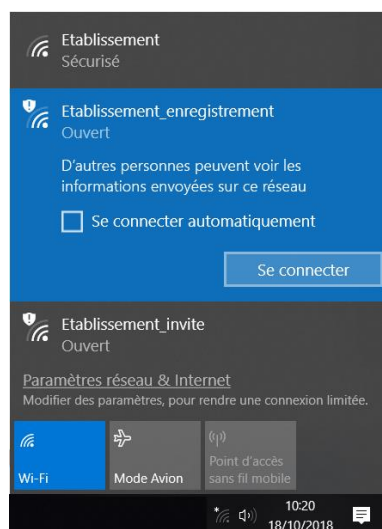 Etablissement
Sécurisé
Etablissement_enregistrement
Ouvert
D'autres personnes peuvent voir les
informations envoyées sur ce réseau
Se connecter automatiquement
Se connecter
Etablissement_invite
Ouvert
Paramètres réseau & Internet
Modifier des paramètres, pour rendre une connexion limitée.
Wi-Fi
Mode Avion
Point d'accès
sans fil mobile
10:20
18/10/2018